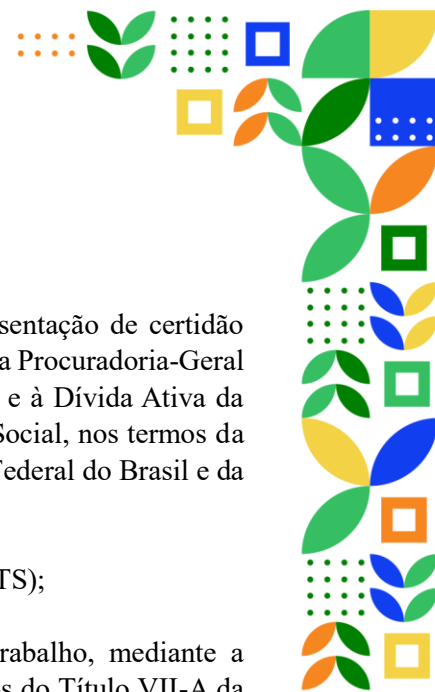 sentação de certidão
a Procuradoria-Geral
e à Dívida Ativa da
Social, nos termos da
Federal do Brasil e da
TS);
rabalho, mediante a
s do Título VII-A da